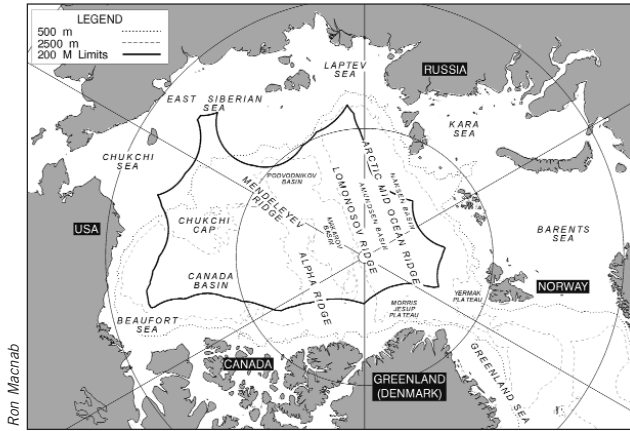 LEGEND
500 m
2500 m
200 M Limits
LAPTEV
SEA
RUSSIA
EAST SIBERIAN
SEA
KARA
SEA
CHUKCHI
SEA
PODVODNIKOV
BASIN
ARCTIC MID OCEAN RIDGE
NANSEN BASIN
MENDELEYEV
RIDGE
LOMONOSOV RIDGE
AMUNDSEN BASIN
USA
CHUKCHI
CAP
MAKAROV
BASIN
BARENTS
SEA
CANADA
BASIN
ALPHA RIDGE
NORWAY
YERMAK
PLATEAU
MORRIS
JESUP
PLATEAU
BEAUFORT
SEA
CANADA
GREENLAND
(DENMARK)
GREENLAND SEA
Ron Macnab